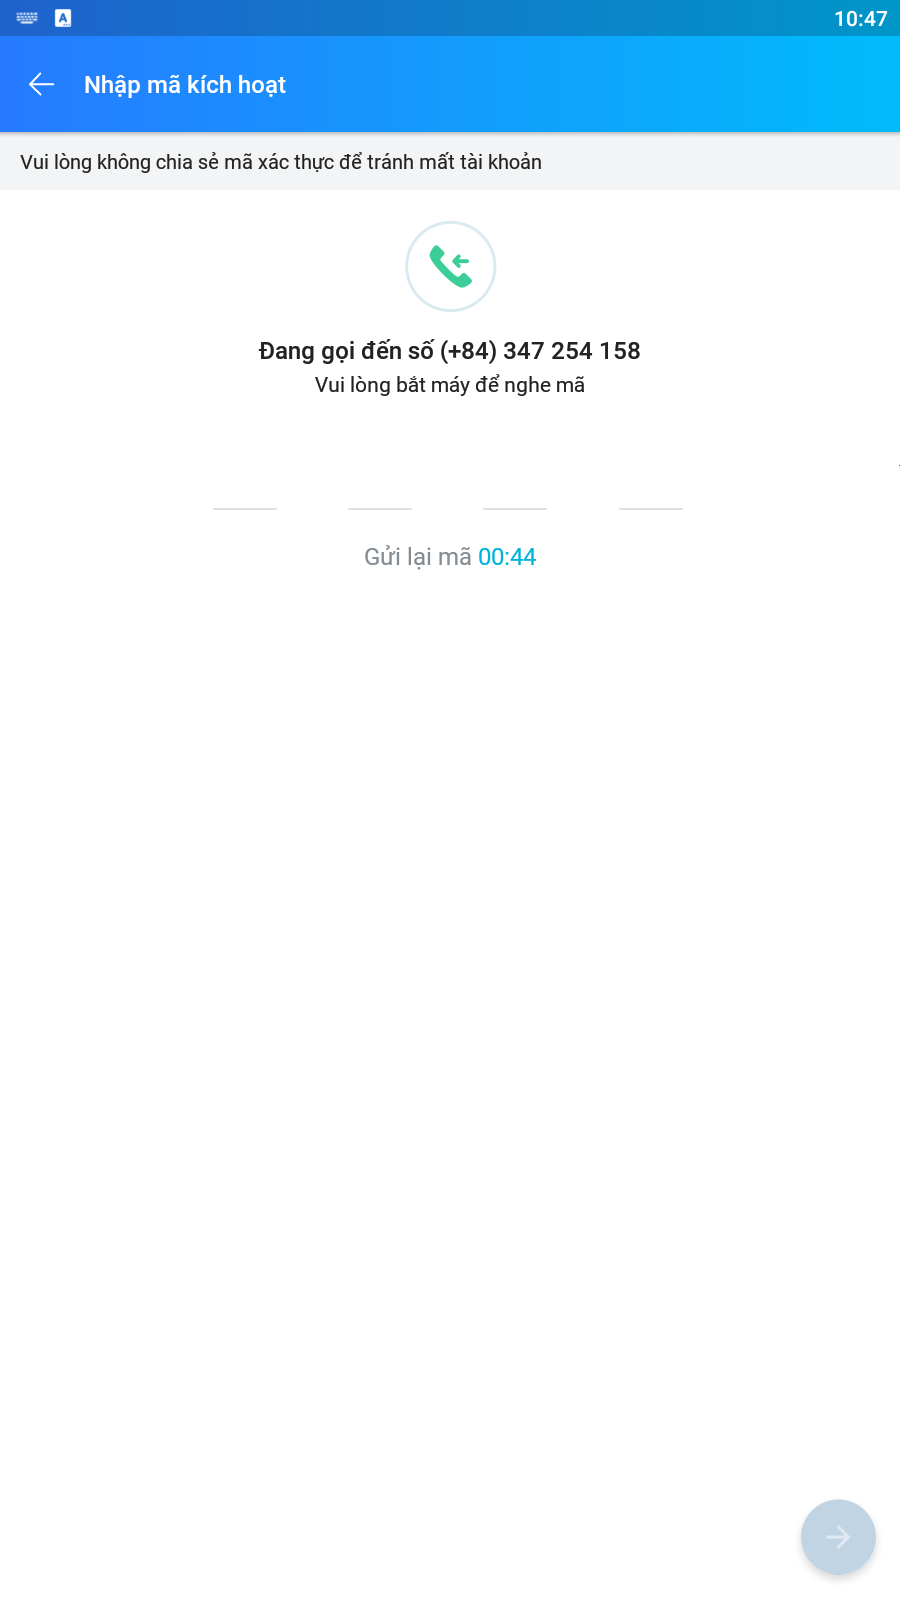 10:47
Nhập mã kích hoạt
Vui lòng không chia sẻ mã xác thực để tránh mất tài khoản
Đang gọi đến số (+84) 347 254 158
Vui lòng bắt máy để nghe mã
Gửi lại mã 00:44